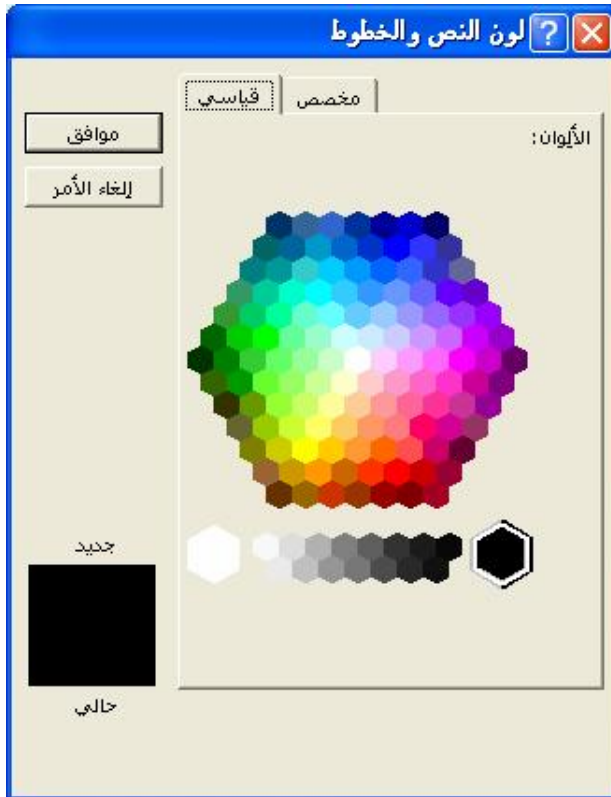 لون النص والخطوط
قياسي
مخصص
موافق
الألوان:
إلغاء الأمر
جديد
حالي